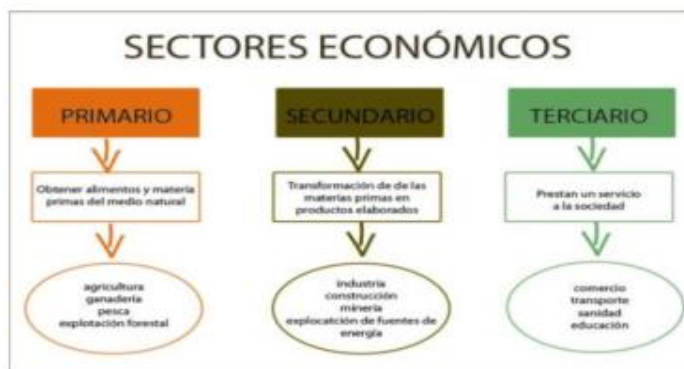 SECTORES ECONÓMICOS
PRIMARIO
Obtener alimentos y materia
primas del medio natural
agricultura
ganadería
pesca
explotación forestal
SECUNDARIO
Transformación de de las
materias primas en
productos elaborados
industria
construcción
minería
explocatción de fuentes de
energía
TERCIARIO
Prestan un servicio
a la sociedad
comercio
transporte
sanidad
educación